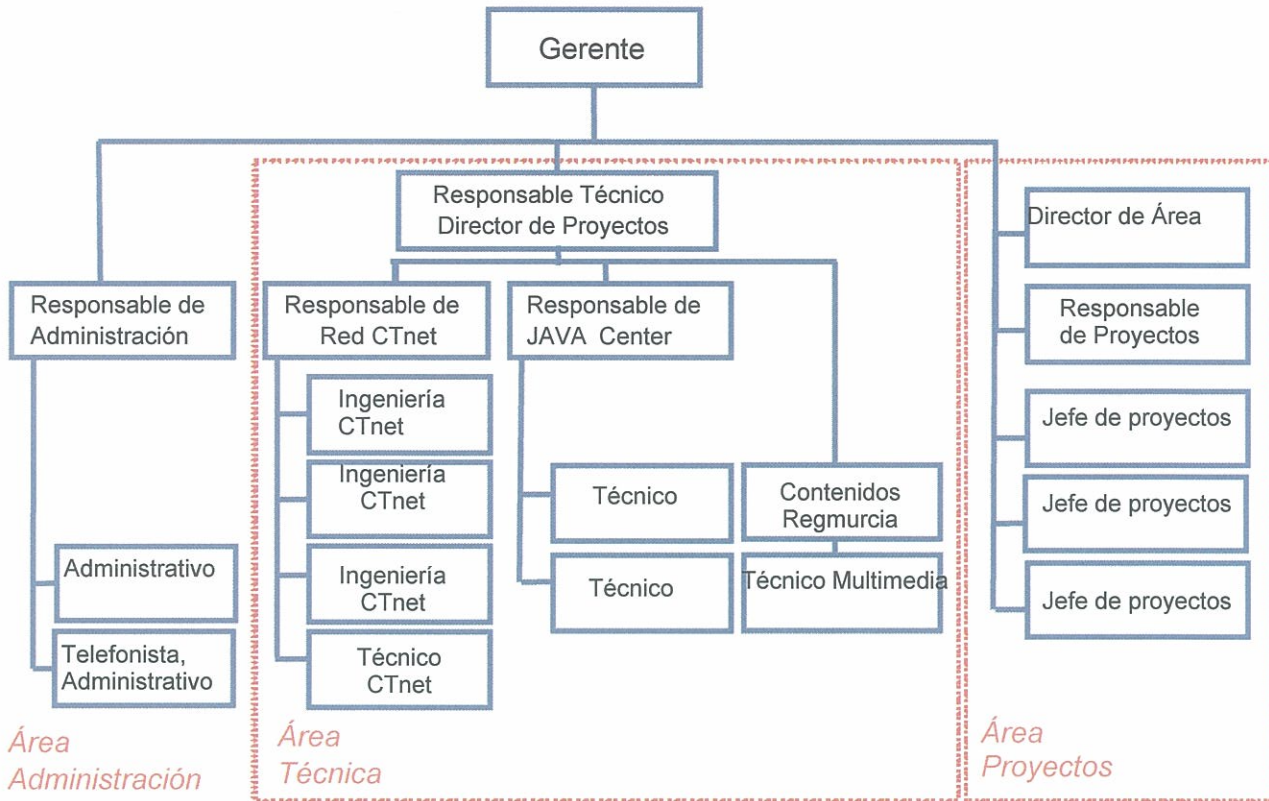 Gerente
Responsable Técnico
Director de Proyectos
Responsable de
Administración
Administrativo
Telefonista,
Administrativo
Área
Administración
Responsable de
Red CTnet
Ingeniería
CTnet
Ingeniería
CTnet
Ingeniería
CTnet
Técnico
CTnet
Responsable de
JAVA Center
Técnico
Técnico
Contenidos
Regmurcia
Técnico Multimedia
Área
Técnica
Director de Área
Responsable
de Proyectos
Jefe de proyectos
Jefe de proyectos
Jefe de proyectos
Área
Proyectos